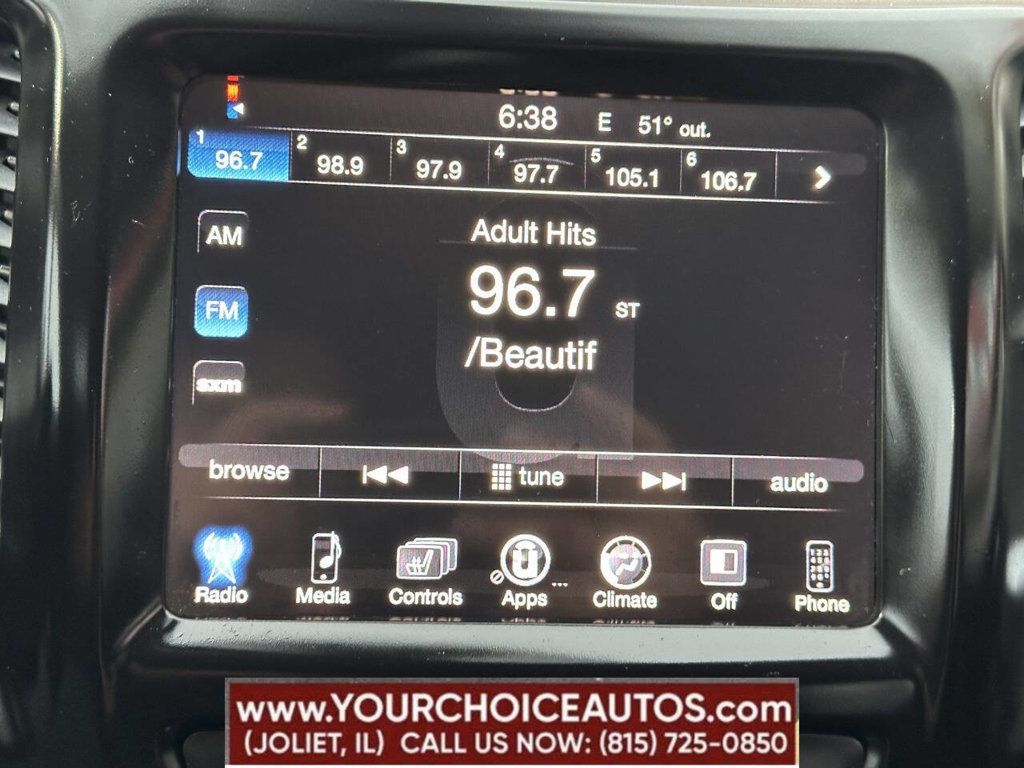 6:38 E 51° out.
1 96.7 2 98.9 3 97.9 4 97.7 5 105.1 6 106.7
AM
Adult Hits
96.7 ST
FM
/Beautif
sxm
browse tune audio
Radio Media Controls Apps ... Climate Off Phone
www.YOURCHOICEAUTOS.com
(JOLIET, IL) CALL US NOW: (815) 725-0850